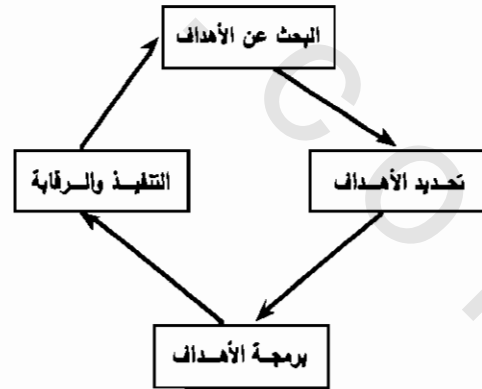 البحث عن الأهداف
تحديد الأهداف
التنفيذ والرقابة
برمجة الأهداف